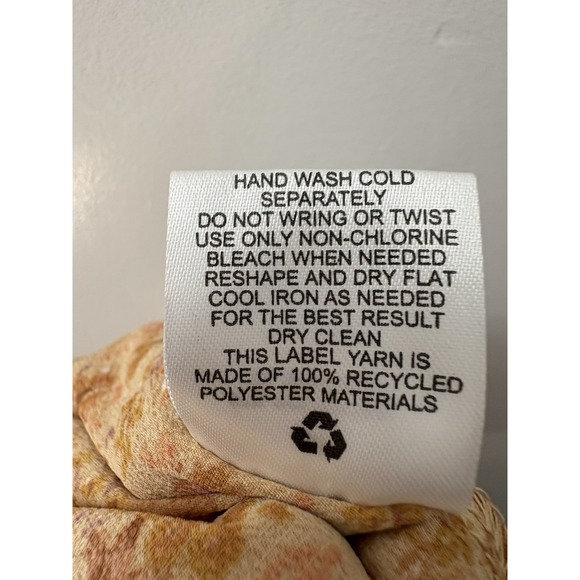 HAND WASH COLD
SEPARATELY
DO NOT WRING OR TWIST
USE ONLY NON-CHLORINE
BLEACH WHEN NEEDED
RESHAPE AND DRY FLAT
COOL IRON AS NEEDED
FOR THE BEST RESULT
DRY CLEAN
THIS LABEL YARN IS
MADE OF 100% RECYCLED
POLYESTER MATERIALS